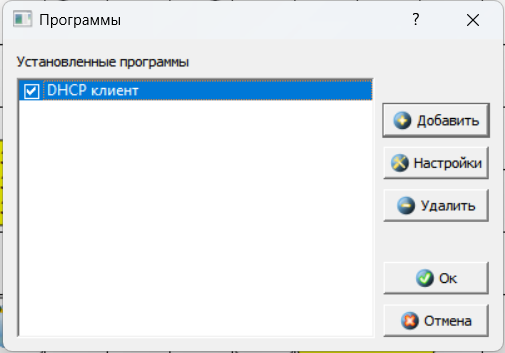 Программы
?
Установленные программы
DHCP клиент
Добавить
Настройки
Удалить
Ок
Отмена